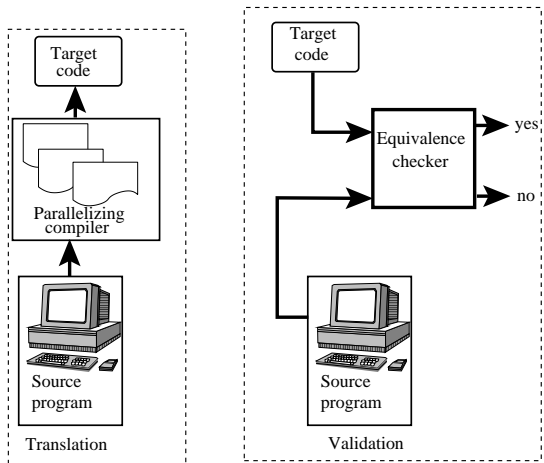 Target
code
Parallelizing
compiler
Source
program
Translation
Target
code
Equivalence
checker
yes
no
Source
program
Validation